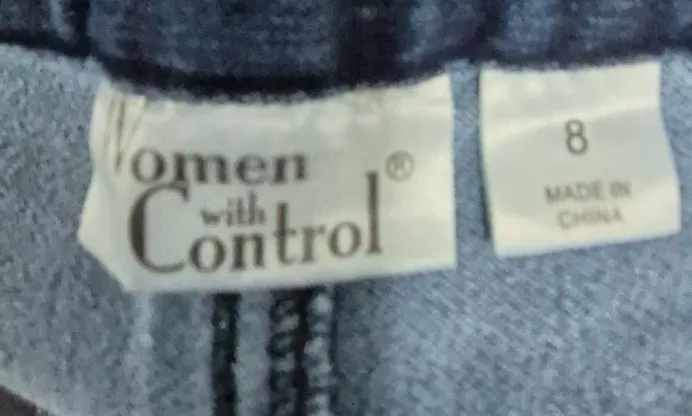 Women
with
Control ®
8
MADE IN
CHINA